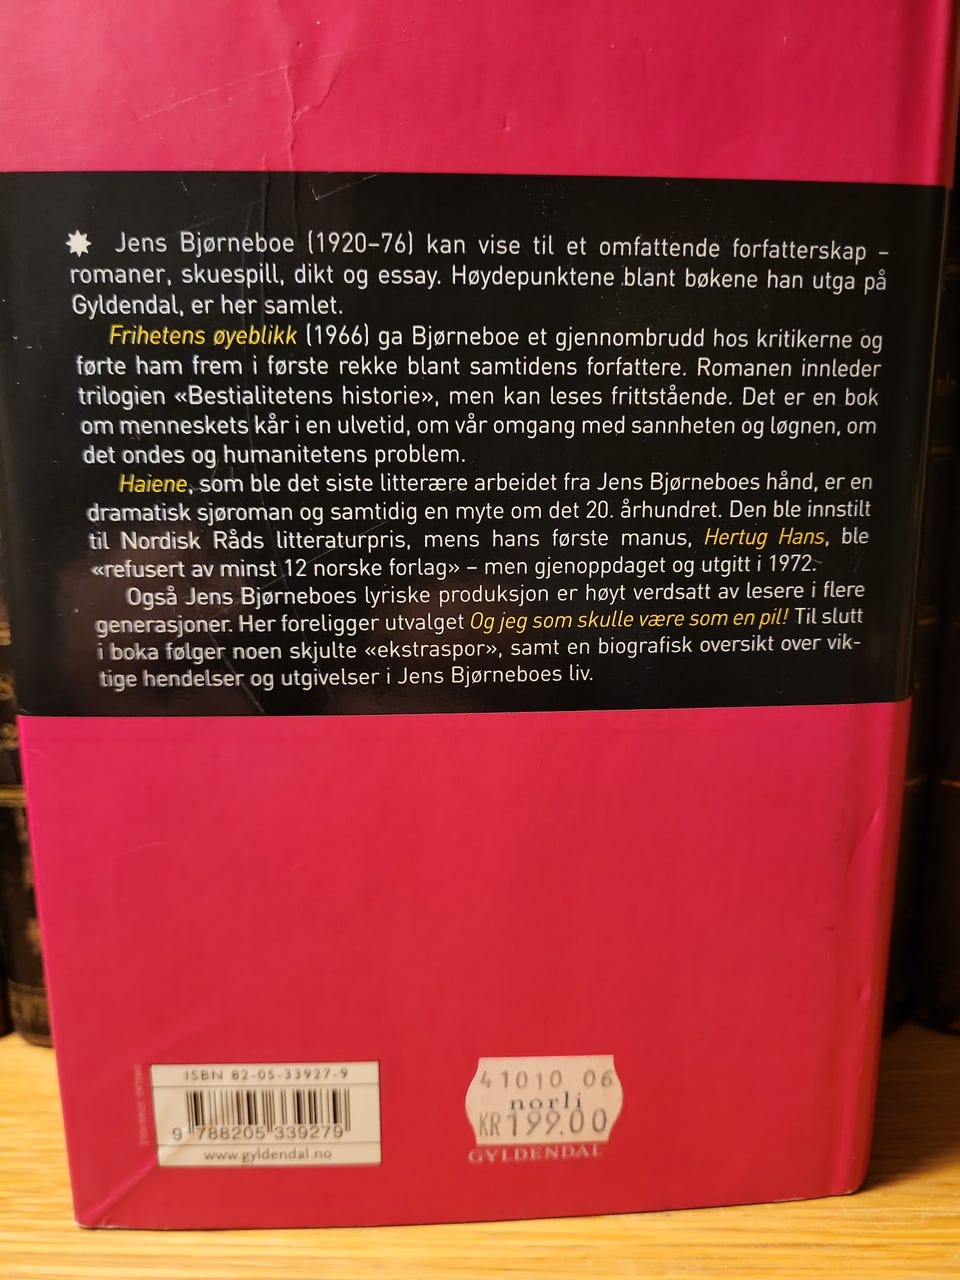 Jens Bjørneboe (1920–76) kan vise til et omfattende forfatterskap –
romaner, skuespill, dikt og essay. Høydepunktene blant bøkene han utga på
Gyldendal, er her samlet.
Frihetens øyeblikk (1966) ga Bjørneboe et gjennombrudd hos kritikerne og
førte ham frem i første rekke blant samtidens forfattere. Romanen innleder
trilogien «Bestialitetens historie», men kan leses frittstående. Det er en bok
om menneskets kår i en ulvetid, om vår omgang med sannheten og løgnen, om
det ondes og humanitetens problem.
Haiene, som ble det siste litterære arbeidet fra Jens Bjørneboes hånd, er en
dramatisk sjøroman og samtidig en myte om det 20. århundret. Den ble innstilt
til Nordisk Råds litteraturpris, mens hans første manus, Hertug Hans, ble
«refusert av minst 12 norske forlag» – men gjenoppdaget og utgitt i 1972.
Også Jens Bjørneboes lyriske produksjon er høyt verdsatt av lesere i flere
generasjoner. Her foreligger utvalget Og jeg som skulle være som en pil! Til slutt
i boka følger noen skjulte «ekstraspor», samt en biografisk oversikt over vik-
tige hendelser og utgivelser i Jens Bjørneboes liv.
ISBN 82-05-33927-9
9 788205 339279
www.gyldendal.no
41010 06
norli
KR 199.00
GYLDENDAL